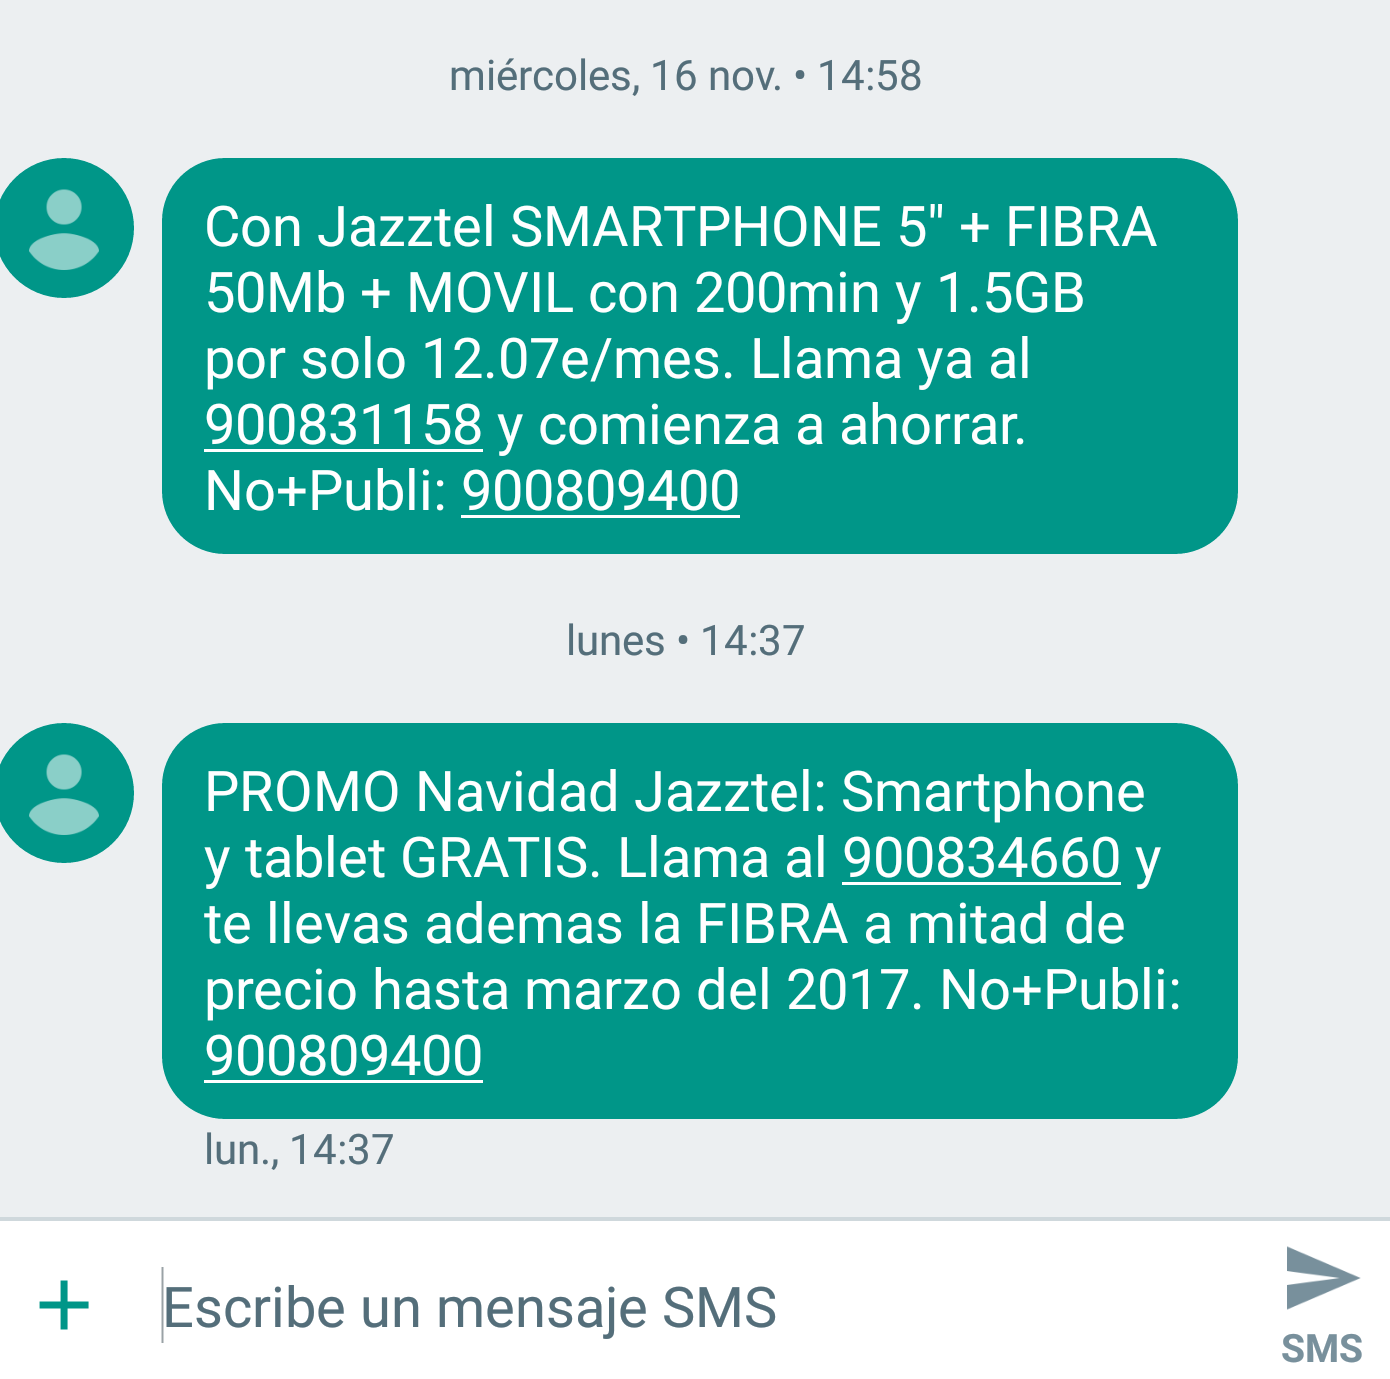 miércoles, 16 nov. • 14:58
Con Jazztel SMARTPHONE 5" + FIBRA
50Mb + MOVIL con 200min y 1.5GB
por solo 12.07e/mes. Llama ya al
900831158 y comienza a ahorrar.
No+Publi: 900809400
lunes • 14:37
PROMO Navidad Jazztel: Smartphone
y tablet GRATIS. Llama al 900834660 y
te llevas ademas la FIBRA a mitad de
precio hasta marzo del 2017. No+Publi:
900809400
lun., 14:37
Escribe un mensaje SMS
SMS